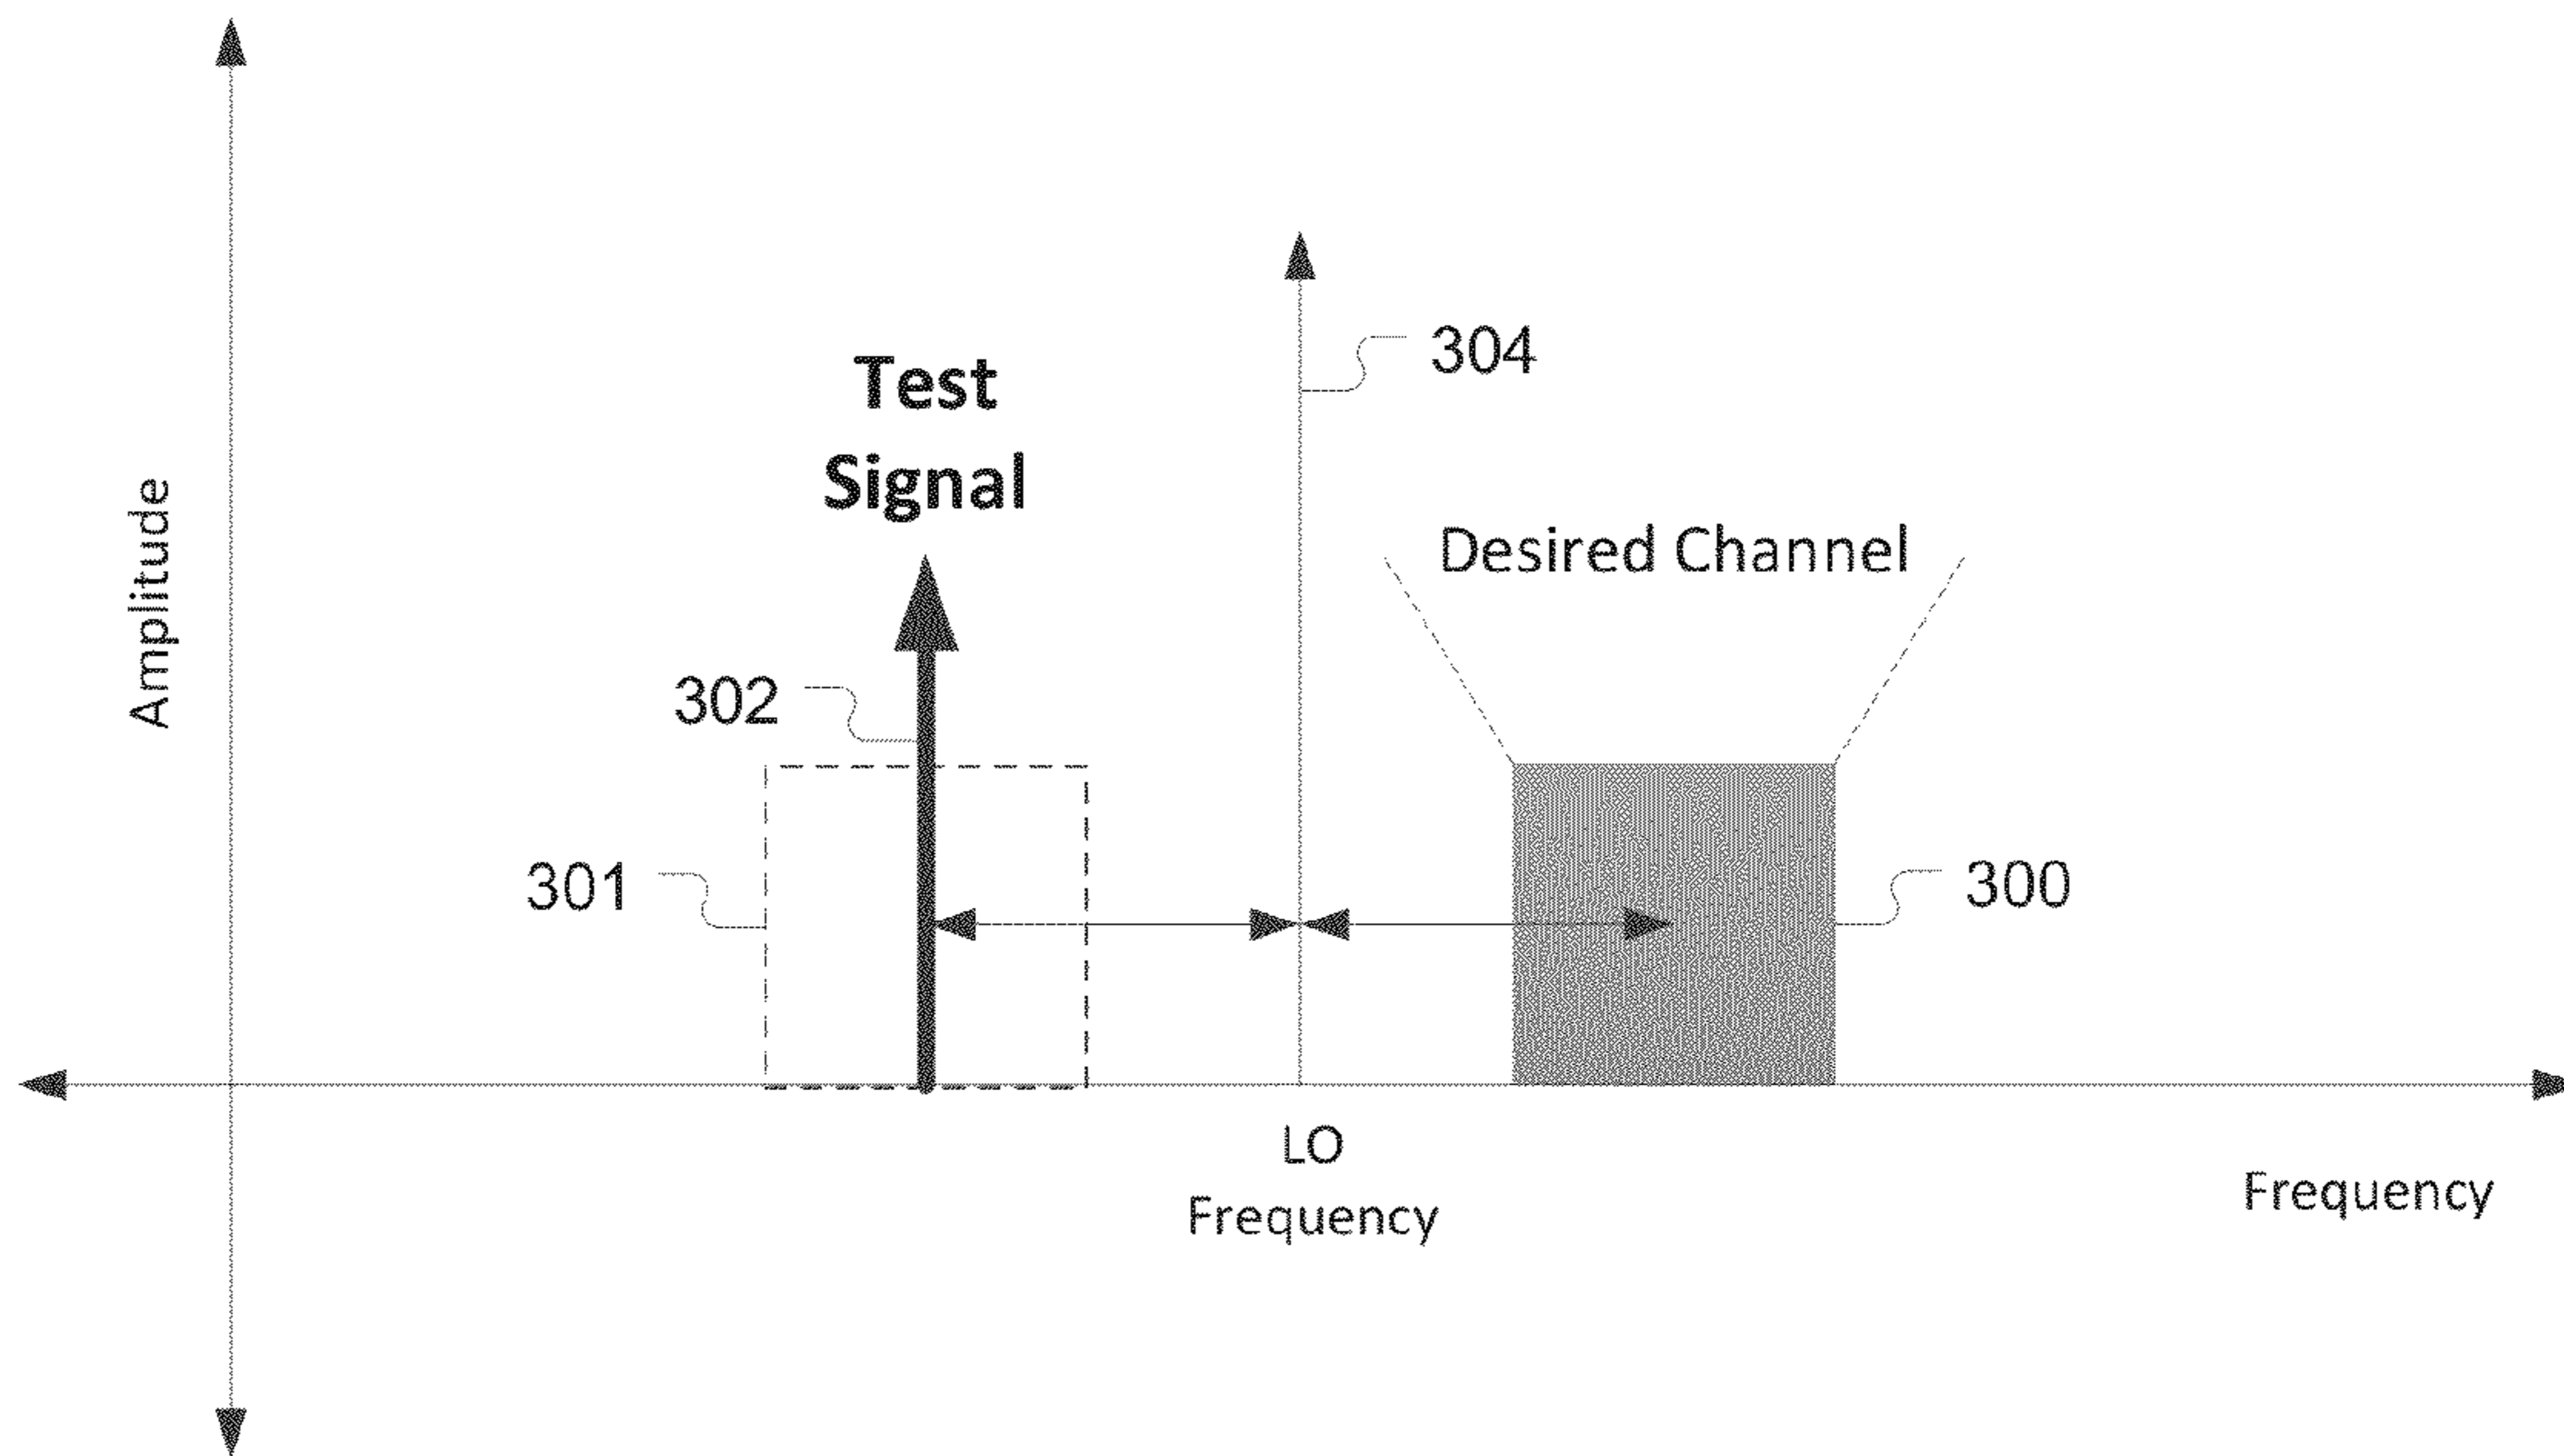 304
Test
Signal
Desired Channel
Amplitude
302
301
300
LO
Frequency
Frequency